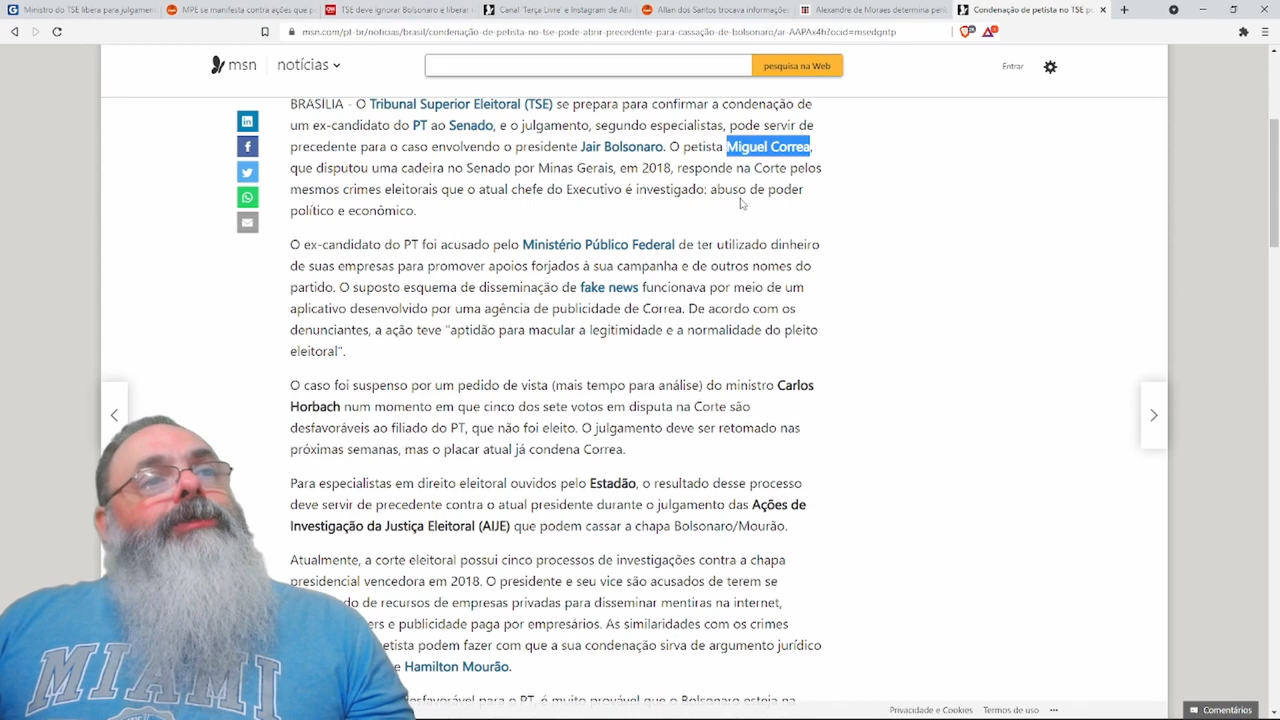 Ministro do TSE libera para julgament
MPE se manifesta contra ações que p
TSE deve ignorar Bolsonaro e liberar
Canal 'Terça Livre' e Instagram de All
Allan dos Santos troca informações
Alexandre de Moraes determina pen
Condenação de petista no TSE po
msn.com/pt-br/noticias/brasil/condenação-de-petista-no-tse-pode-abrir-precedente-para-cassação-de-bolsonaro/ar-AAPAx4h?ocid=msedgntp
msn notícias
pesquisa na Web
Entrar
BRASÍLIA - O Tribunal Superior Eleitoral (TSE) se prepara para confirmar a condenação de
um ex-candidato do PT ao Senado, e o julgamento, segundo especialistas, pode servir de
precedente para o caso envolvendo o presidente Jair Bolsonaro. O petista Miguel Correa,
que disputou uma cadeira no Senado por Minas Gerais, em 2018, responde na Corte pelos
mesmos crimes eleitorais que o atual chefe do Executivo é investigado: abuso de poder
político e econômico.
O ex-candidato do PT foi acusado pelo Ministério Público Federal de ter utilizado dinheiro
de suas empresas para promover apoios forjados à sua campanha e de outros nomes do
partido. O suposto esquema de disseminação de fake news funcionava por meio de um
aplicativo desenvolvido por uma agência de publicidade de Correa. De acordo com os
denunciantes, a ação teve “aptidão para macular a legitimidade e a normalidade do pleito
eleitoral”.
O caso foi suspenso por um pedido de vista (mais tempo para análise) do ministro Carlos
Horbach num momento em que cinco dos sete votos em disputa na Corte são
desfavoráveis ao filiado do PT, que não foi eleito. O julgamento deve ser retomado nas
próximas semanas, mas o placar atual já condena Correa.
Para especialistas em direito eleitoral ouvidos pelo Estadão, o resultado desse processo
deve servir de precedente contra o atual presidente durante o julgamento das Ações de
Investigação da Justiça Eleitoral (AIJE) que podem cassar a chapa Bolsonaro/Mourão.
Atualmente, a corte eleitoral possui cinco processos de investigações contra a chapa
presidencial vencedora em 2018. O presidente e seu vice são acusados de terem se
do de recursos de empresas privadas para disseminar mentiras na internet,
ers e publicidade paga por empresários. As similaridades com os crimes
etista podem fazer com que a sua condenação sirva de argumento jurídico
e Hamilton Mourão.
desfavorável para o PT, é muito provável que o Bolsonaro esteja na
MIAMI
Privacidade e Cookies Termos de uso
Comentários